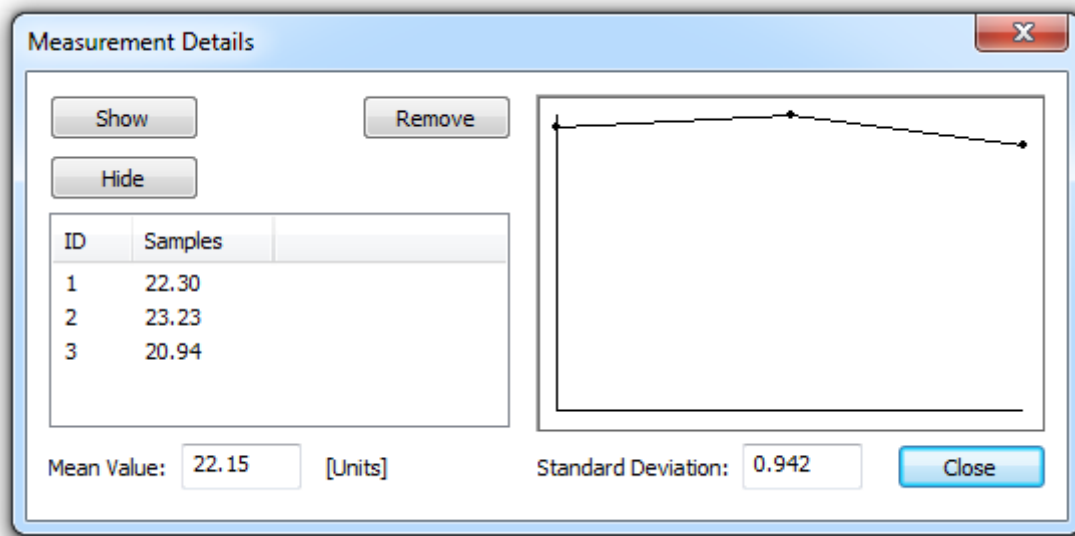 Measurement Details
Show
Remove
Hide
ID Samples
1 22.30
2 23.23
3 20.94
Mean Value: 22.15 [Units]
Standard Deviation: 0.942
Close